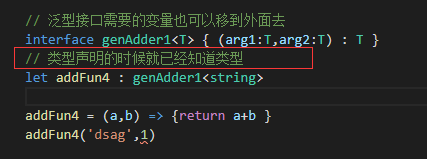 // 泛型接口需要的变量也可以移到外面去
interface genAdder1<T> { (arg1:T,arg2:T) : T }
// 类型声明的时候就已经知道类型
let addFun4 : genAdder1<string>
addFun4 = (a,b) => {return a+b }
addFun4('dsag',1)